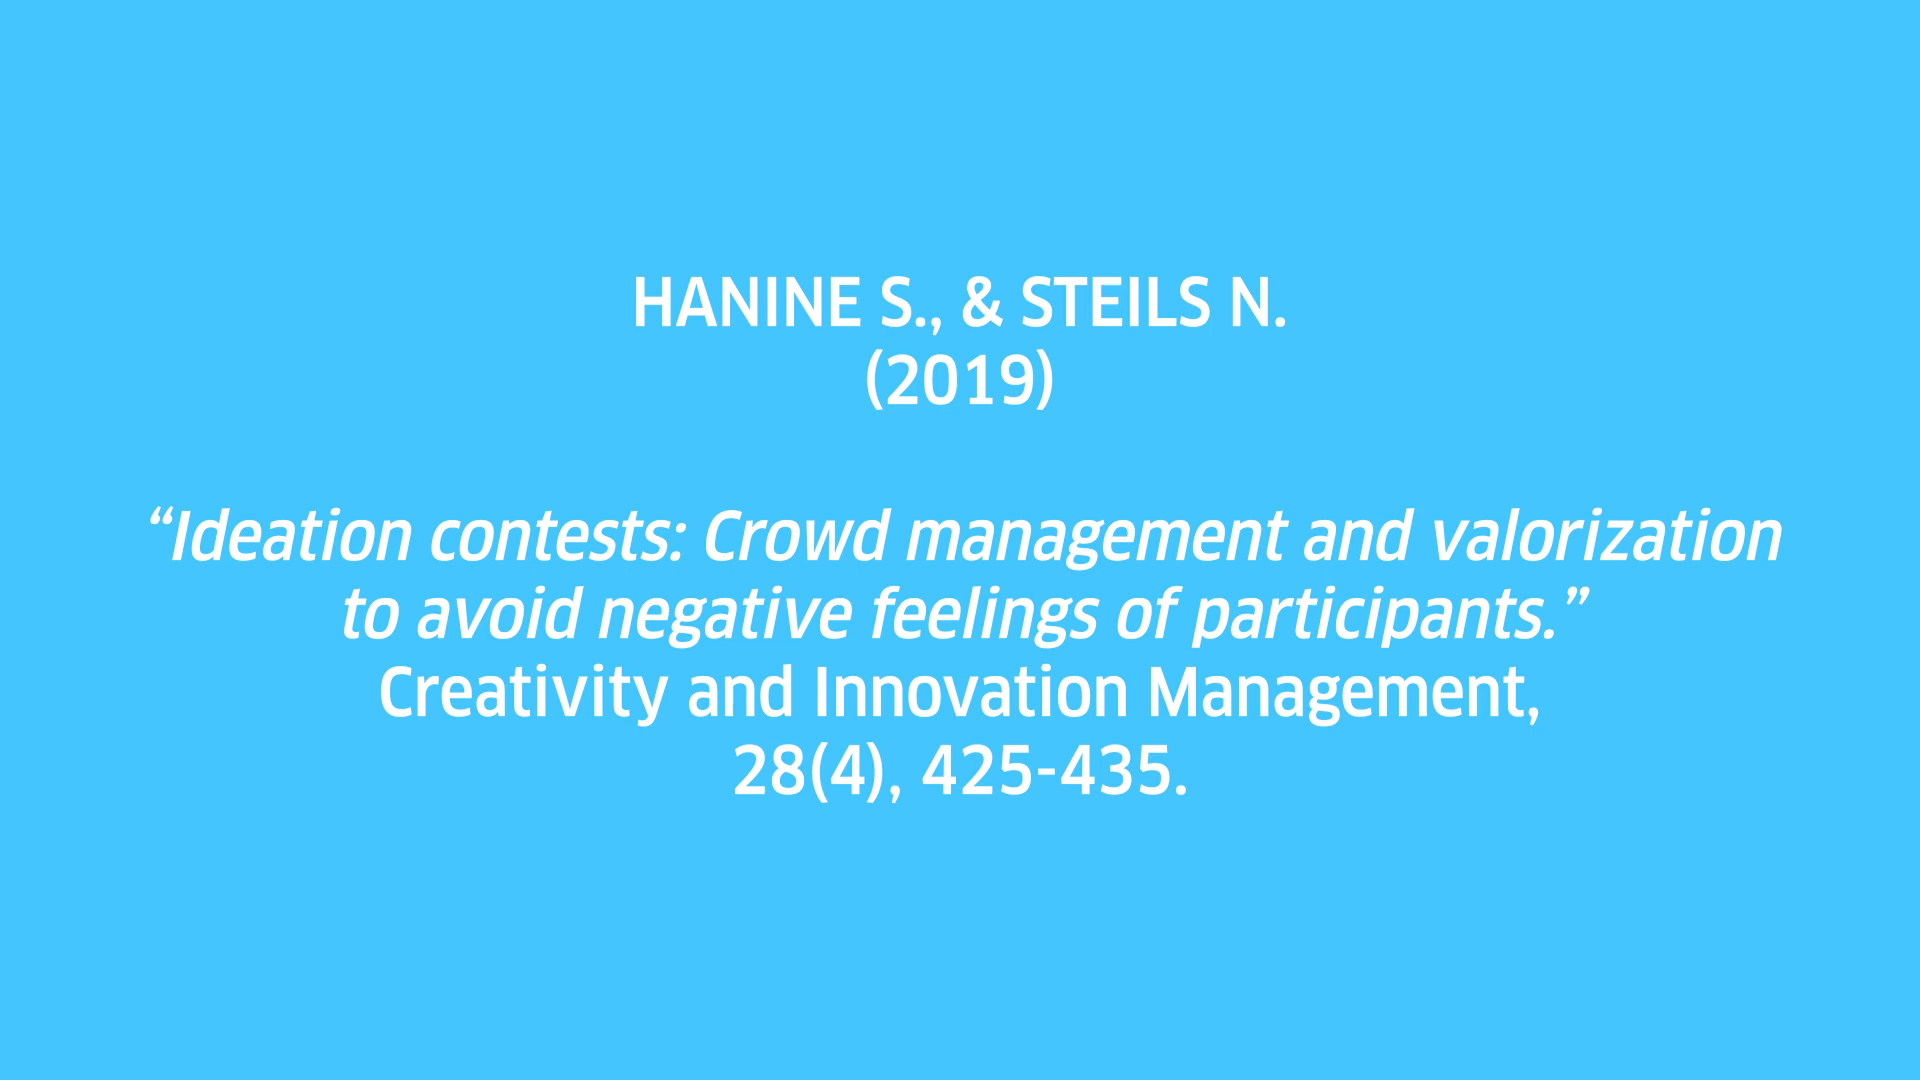 HANINE S., & STEILS N.
(2019)
“Ideation contests: Crowd management and valorization
to avoid negative feelings of participants.”
Creativity and Innovation Management,
28(4), 425-435.